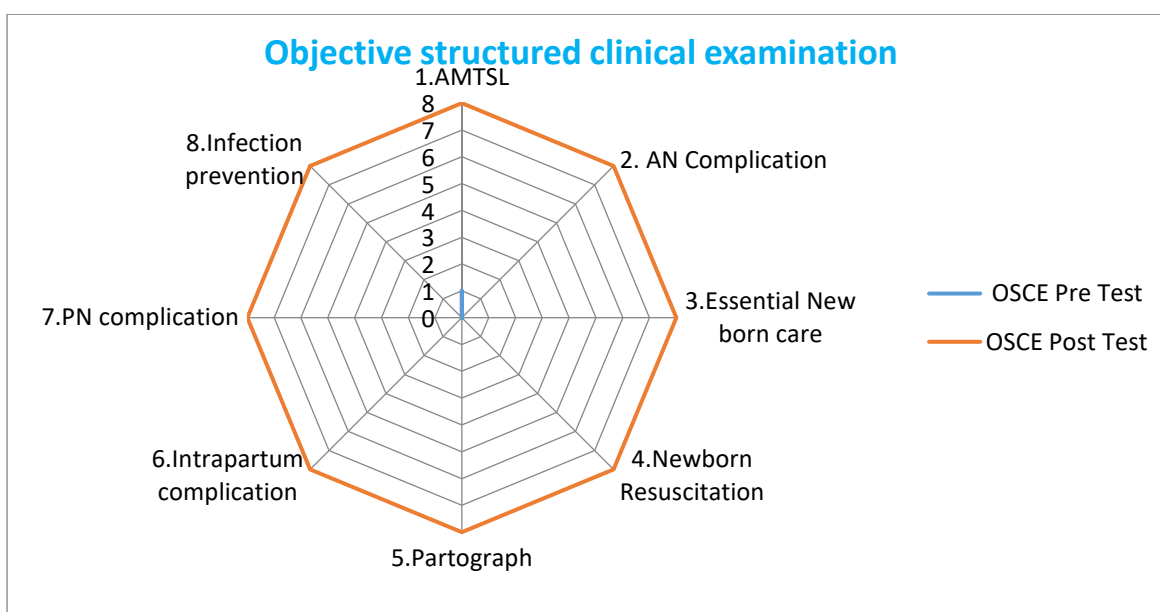 Objective structured clinical examination
1.AMTSL
8
7
6
5
4
3
2
1
0
2. AN Complication
3.Essential New
born care
4.Newborn
Resuscitation
5.Partograph
6.Intrapartum
complication
7.PN complication
8.Infection
prevention
OSCE Pre Test
OSCE Post Test